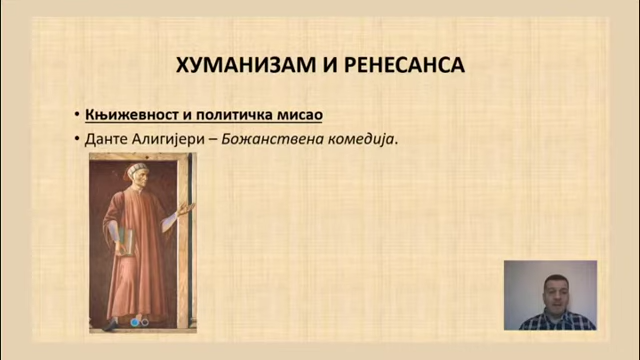 ХУМАНИЗАМ И РЕНЕСАНСА
• Књижевност и политичка мисао
• Данте Алигијери – Божанствена комедија.